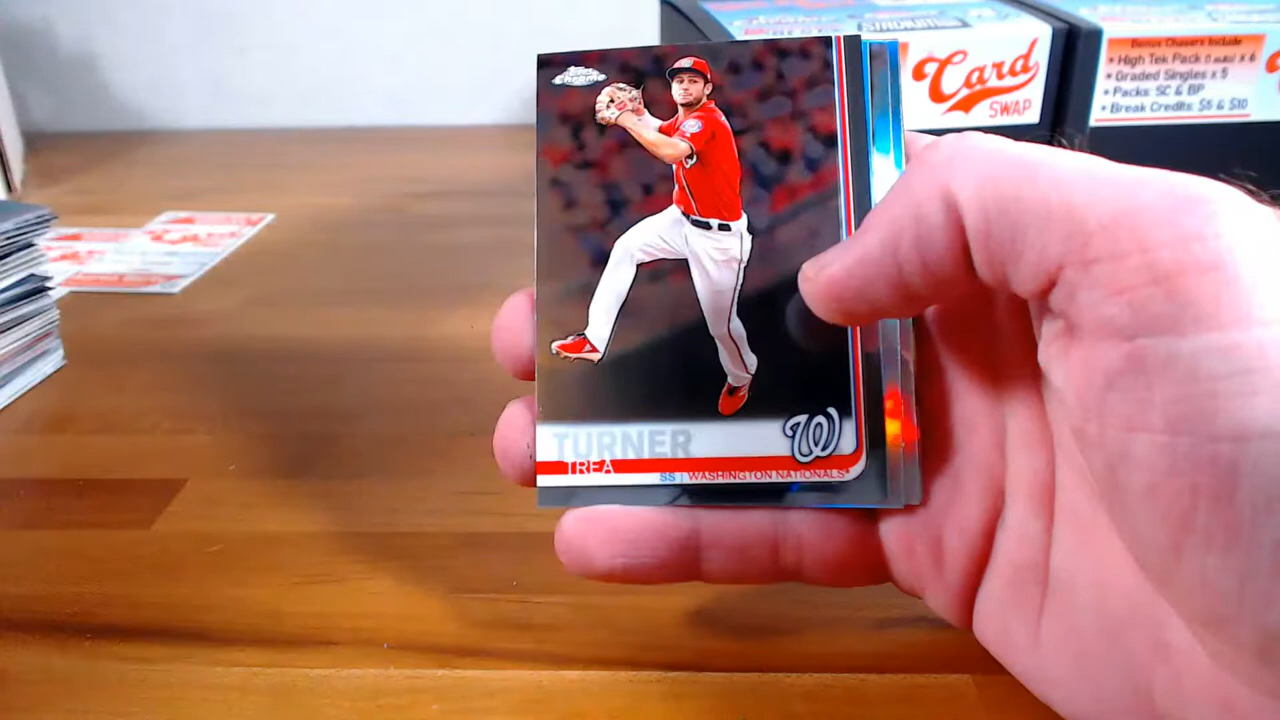 STADIUM
Card
SWAP
Bonus Chasers Include
• High Tek Pack (1 auto) x 6
• Graded Singles x 5
• Packs: SC & BP
• Break Credits: $5 & $10
Topps
Chrome
TURNER
TREA
SS | WASHINGTON NATIONALS
W